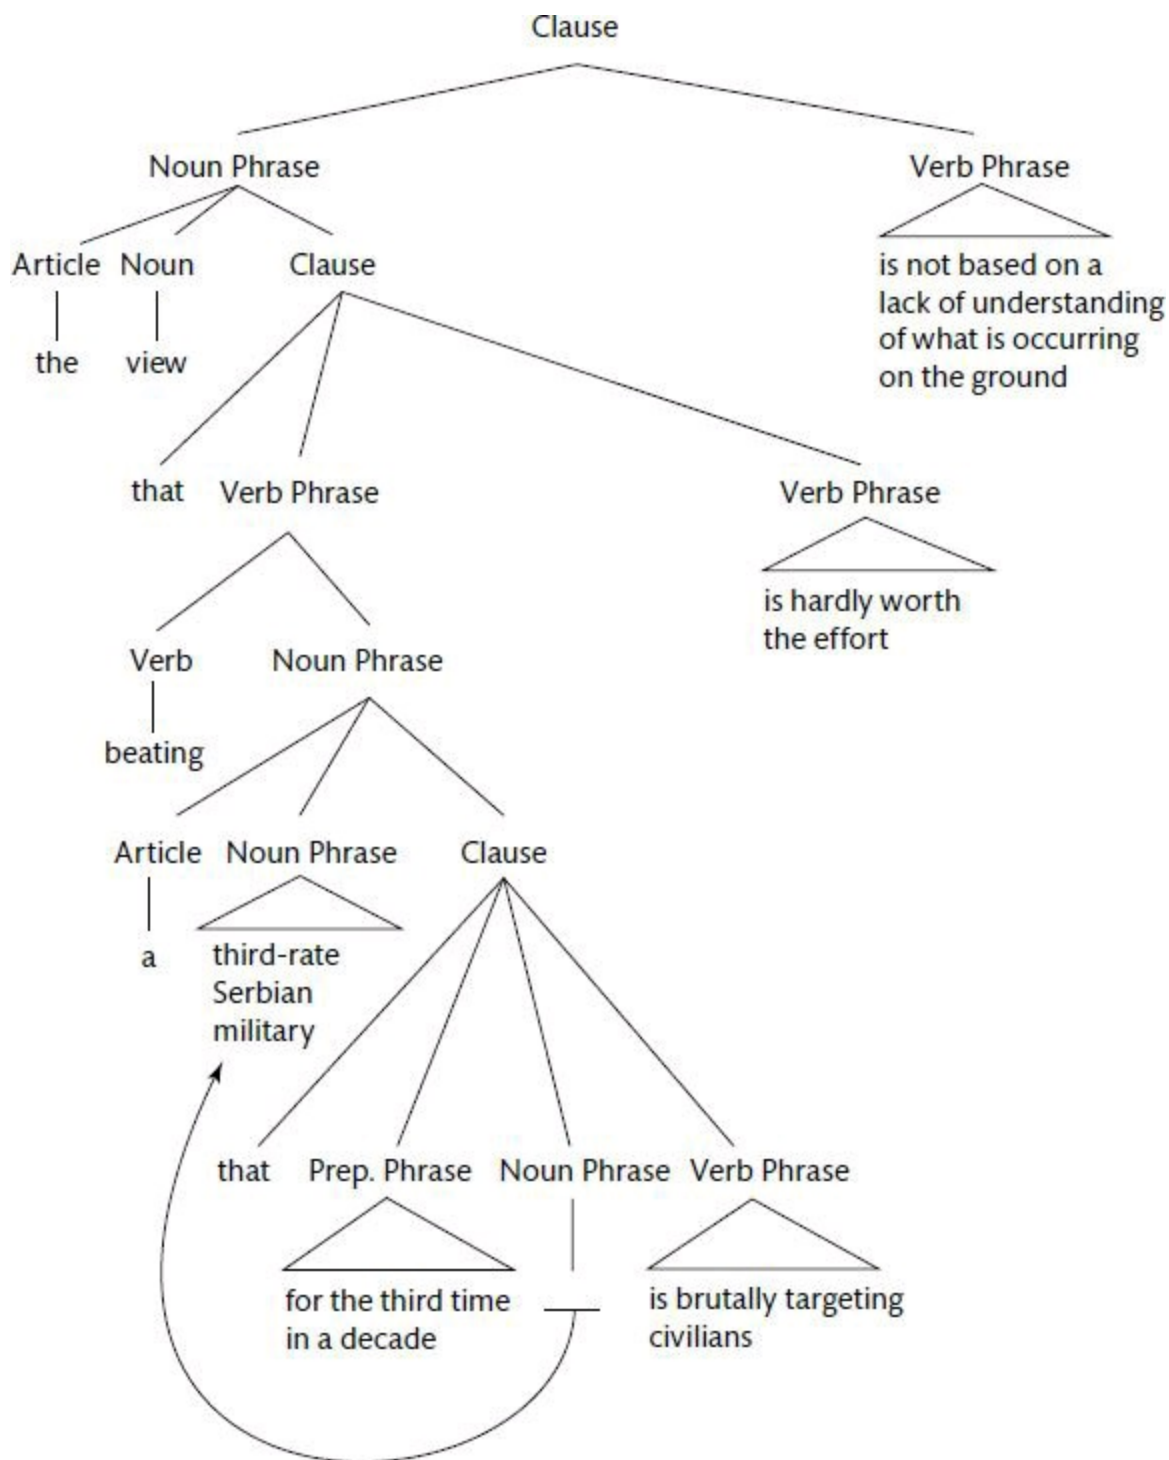 Clause
Noun Phrase Verb Phrase
Article Noun Clause
the view
is not based on a
lack of understanding
of what is occurring
on the ground
that Verb Phrase Verb Phrase
is hardly worth
the effort
Verb Noun Phrase
beating
Article Noun Phrase Clause
a
third-rate
Serbian
military
that Prep. Phrase Noun Phrase Verb Phrase
for the third time
in a decade
is brutally targeting
civilians